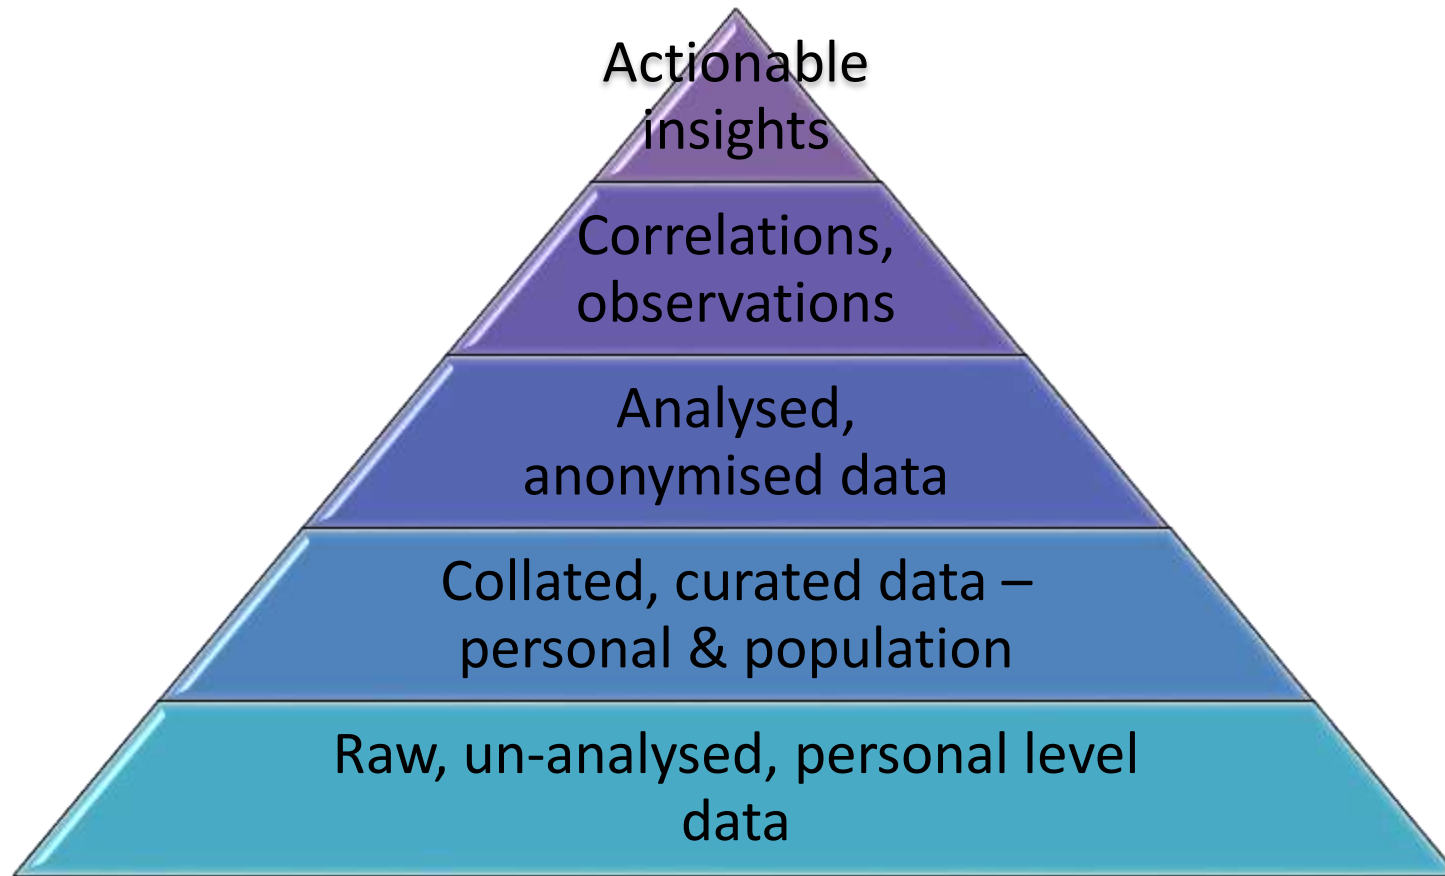 Actionable
insights
Correlations,
observations
Analysed,
anonymised data
Collated, curated data –
personal & population
Raw, un-analysed, personal level
data